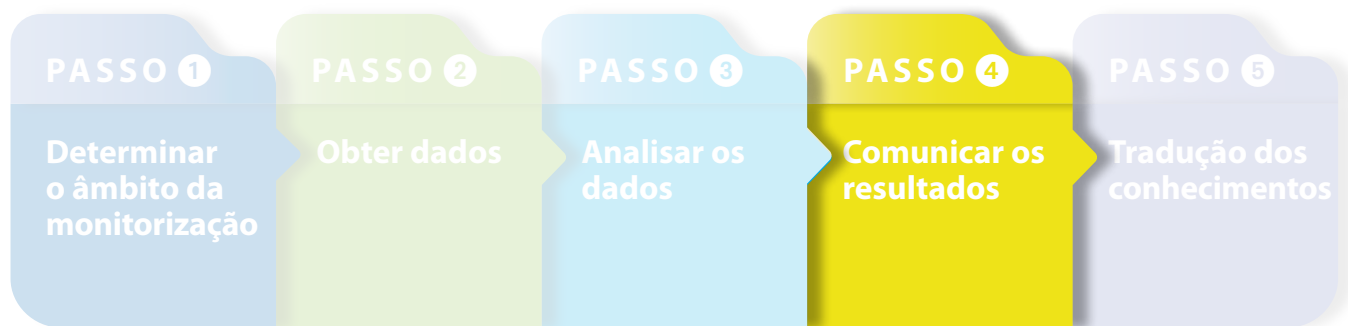 PASSO 1
Determinar
o âmbito da
monitorização
PASSO 2
Obter dados
PASSO 3
Analisar os
dados
PASSO 4
Comunicar os
resultados
PASSO 5
Tradução dos
conhecimentos